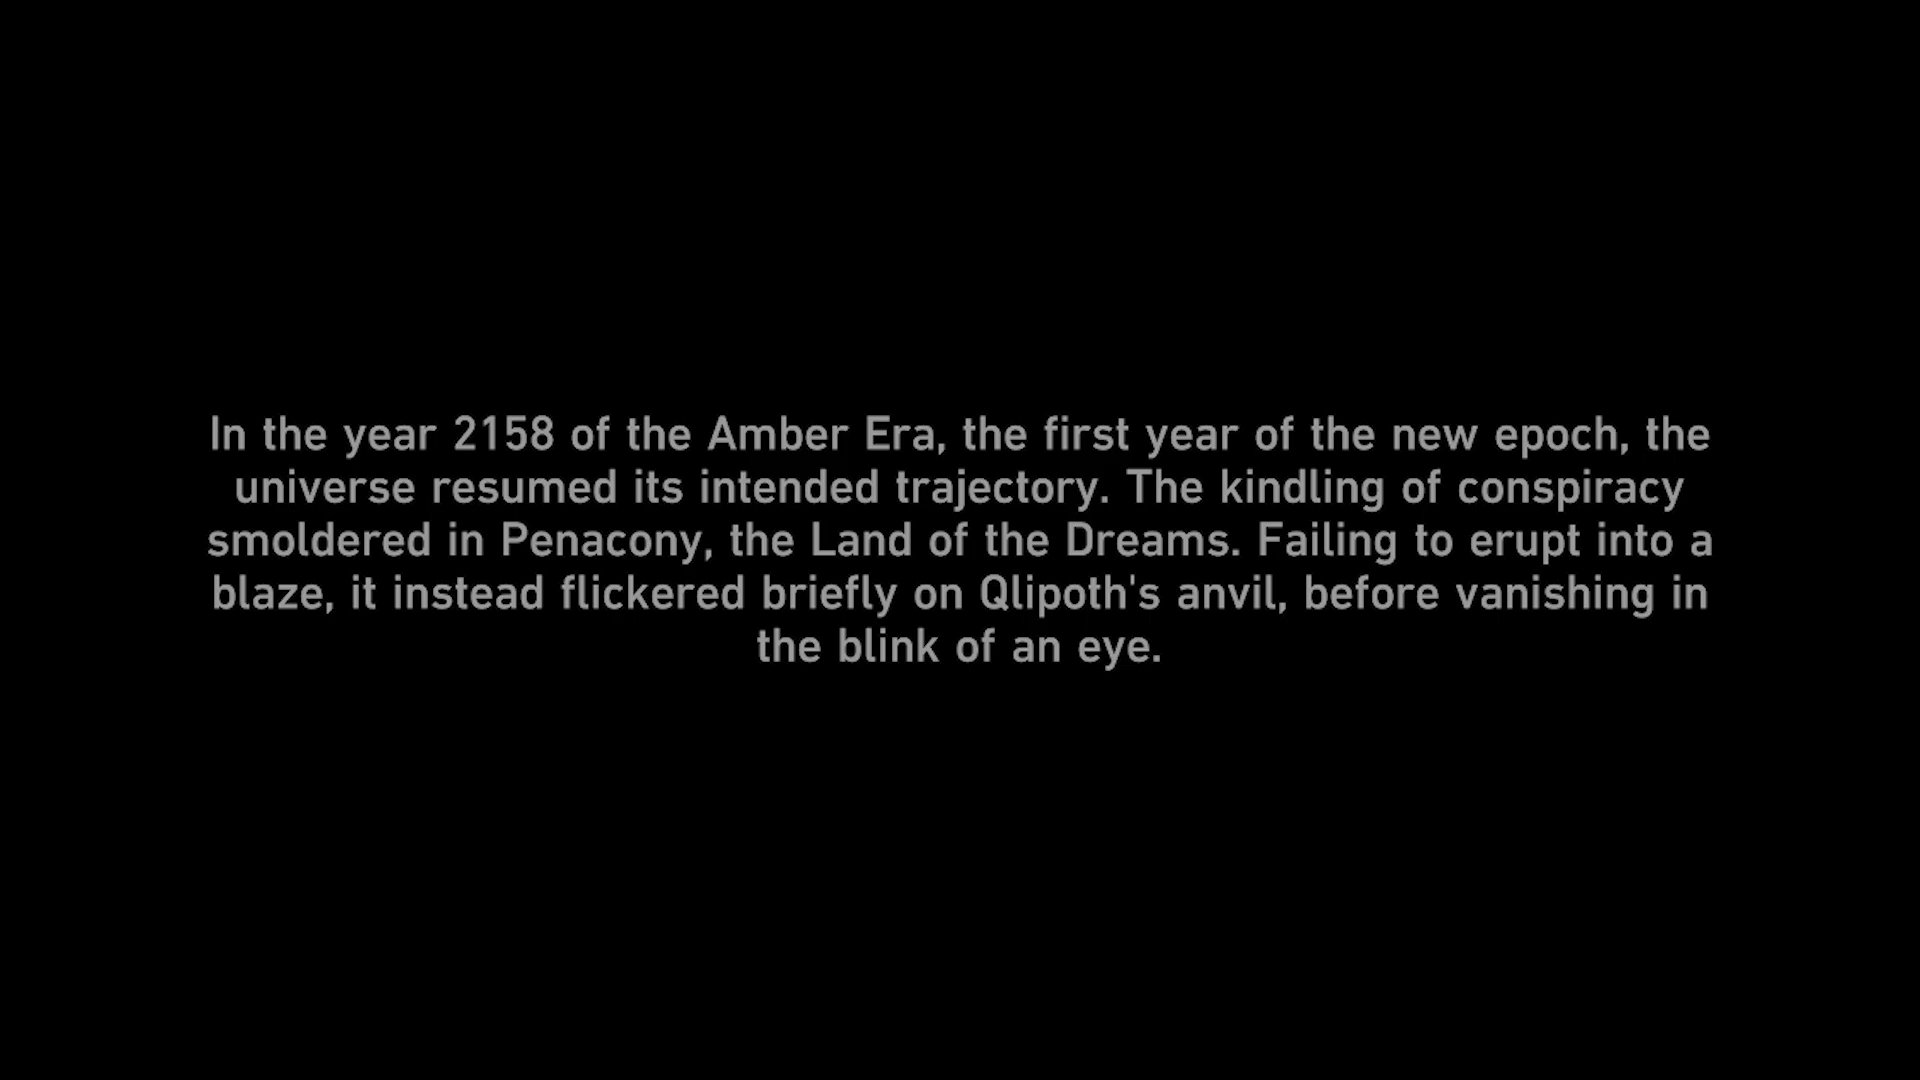 In the year 2158 of the Amber Era, the first year of the new epoch, the
universe resumed its intended trajectory. The kindling of conspiracy
smoldered in Penacony, the Land of the Dreams. Failing to erupt into a
blaze, it instead flickered briefly on Qlipoth's anvil, before vanishing in
the blink of an eye.